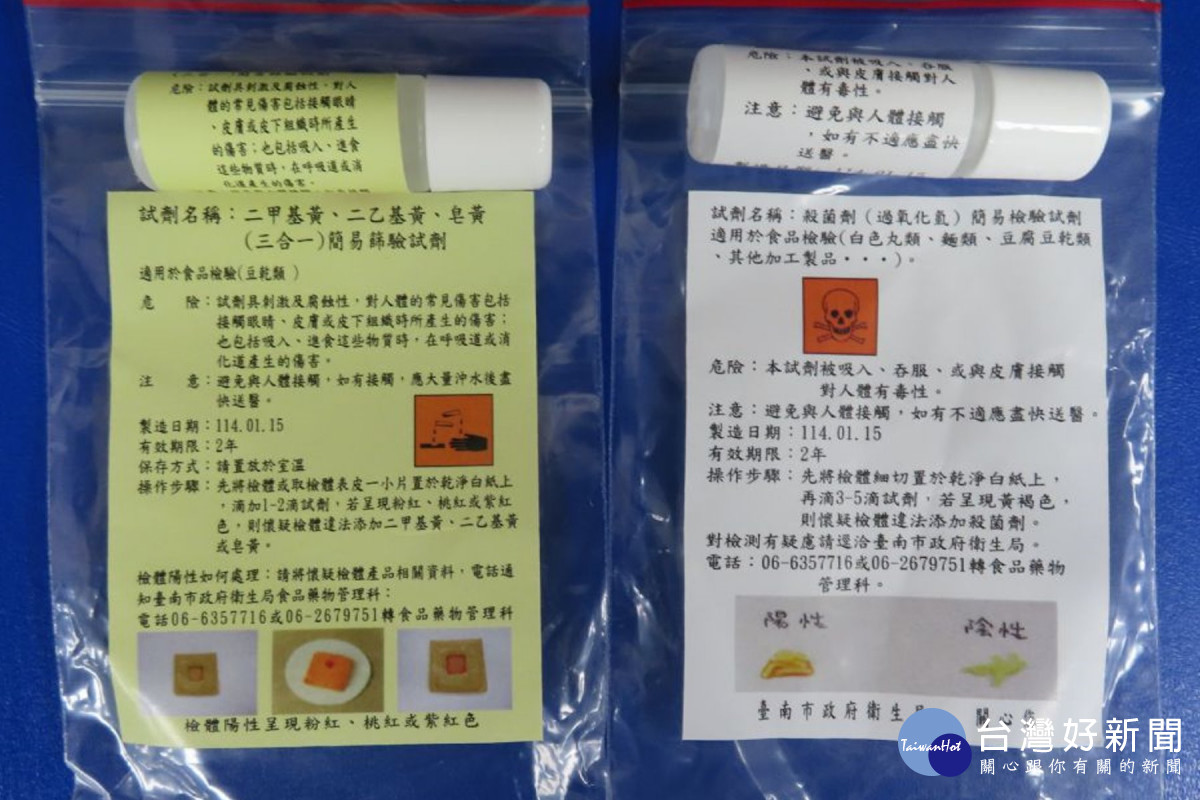 危險：試劑具刺激及腐蝕性，對人
體的常見傷害包括接觸眼睛
、皮膚或皮下組織時所產生
的傷害；也包括吸入、進食
這些物質時，在呼吸道或消
化道產生的傷害。
試劑名稱：二甲基黃、二乙基黃、皂黃
(三合一)簡易篩驗試劑
適用於食品檢驗(豆乾類)
危 險：試劑具刺激及腐蝕性，對人體的常見傷害包括
接觸眼睛、皮膚或皮下組織時所產生的傷害；
也包括吸入、進食這些物質時，在呼吸道或消
化道產生的傷害。
注 意：避免與人體接觸，如有接觸，應大量沖水後盡
快送醫。
製造日期：114.01.15
有效期限：2年
保存方式：請置放於室溫
操作步驟：先將檢體或取檢體表皮一小片置於乾淨白紙上
，滴加1-2滴試劑，若呈現粉紅、桃紅或紫紅
色，則懷疑檢體違法添加二甲基黃、二乙基黃
或皂黃。
檢體陽性如何處理：請將懷疑檢體產品相關資料，電話通
知臺南市政府衛生局食品藥物管理科：
電話06-6357716或06-2679751轉食品藥物管理科
檢體陽性呈現粉紅、桃紅或紫紅色
危險：本試劑被吸入、吞服
、或與皮膚接觸對人
體有毒性。
注意：避免與人體接觸
，如有不適應盡快
送醫。
試劑名稱：殺菌劑（過氧化氫）簡易檢驗試劑
適用於食品檢驗(白色丸類、麵類、豆腐豆乾類
、其他加工製品・・・)。
危險：本試劑被吸入、吞服、或與皮膚接觸
對人體有毒性。
注意：避免與人體接觸，如有不適應盡快送醫。
製造日期：114.01.15
有效期限：2年
操作步驟：先將檢體細切置於乾淨白紙上，
再滴3-5滴試劑，若呈現黃褐色，
則懷疑檢體違法添加殺菌劑。
對檢測有疑慮請逕洽臺南市政府衛生局。
電話：06-6357716或06-2679751轉食品藥物
管理科。
陽性 陰性
臺南市政府衛生局 關心您
TaiwanHot 台灣好新聞
關心跟你有關的新聞